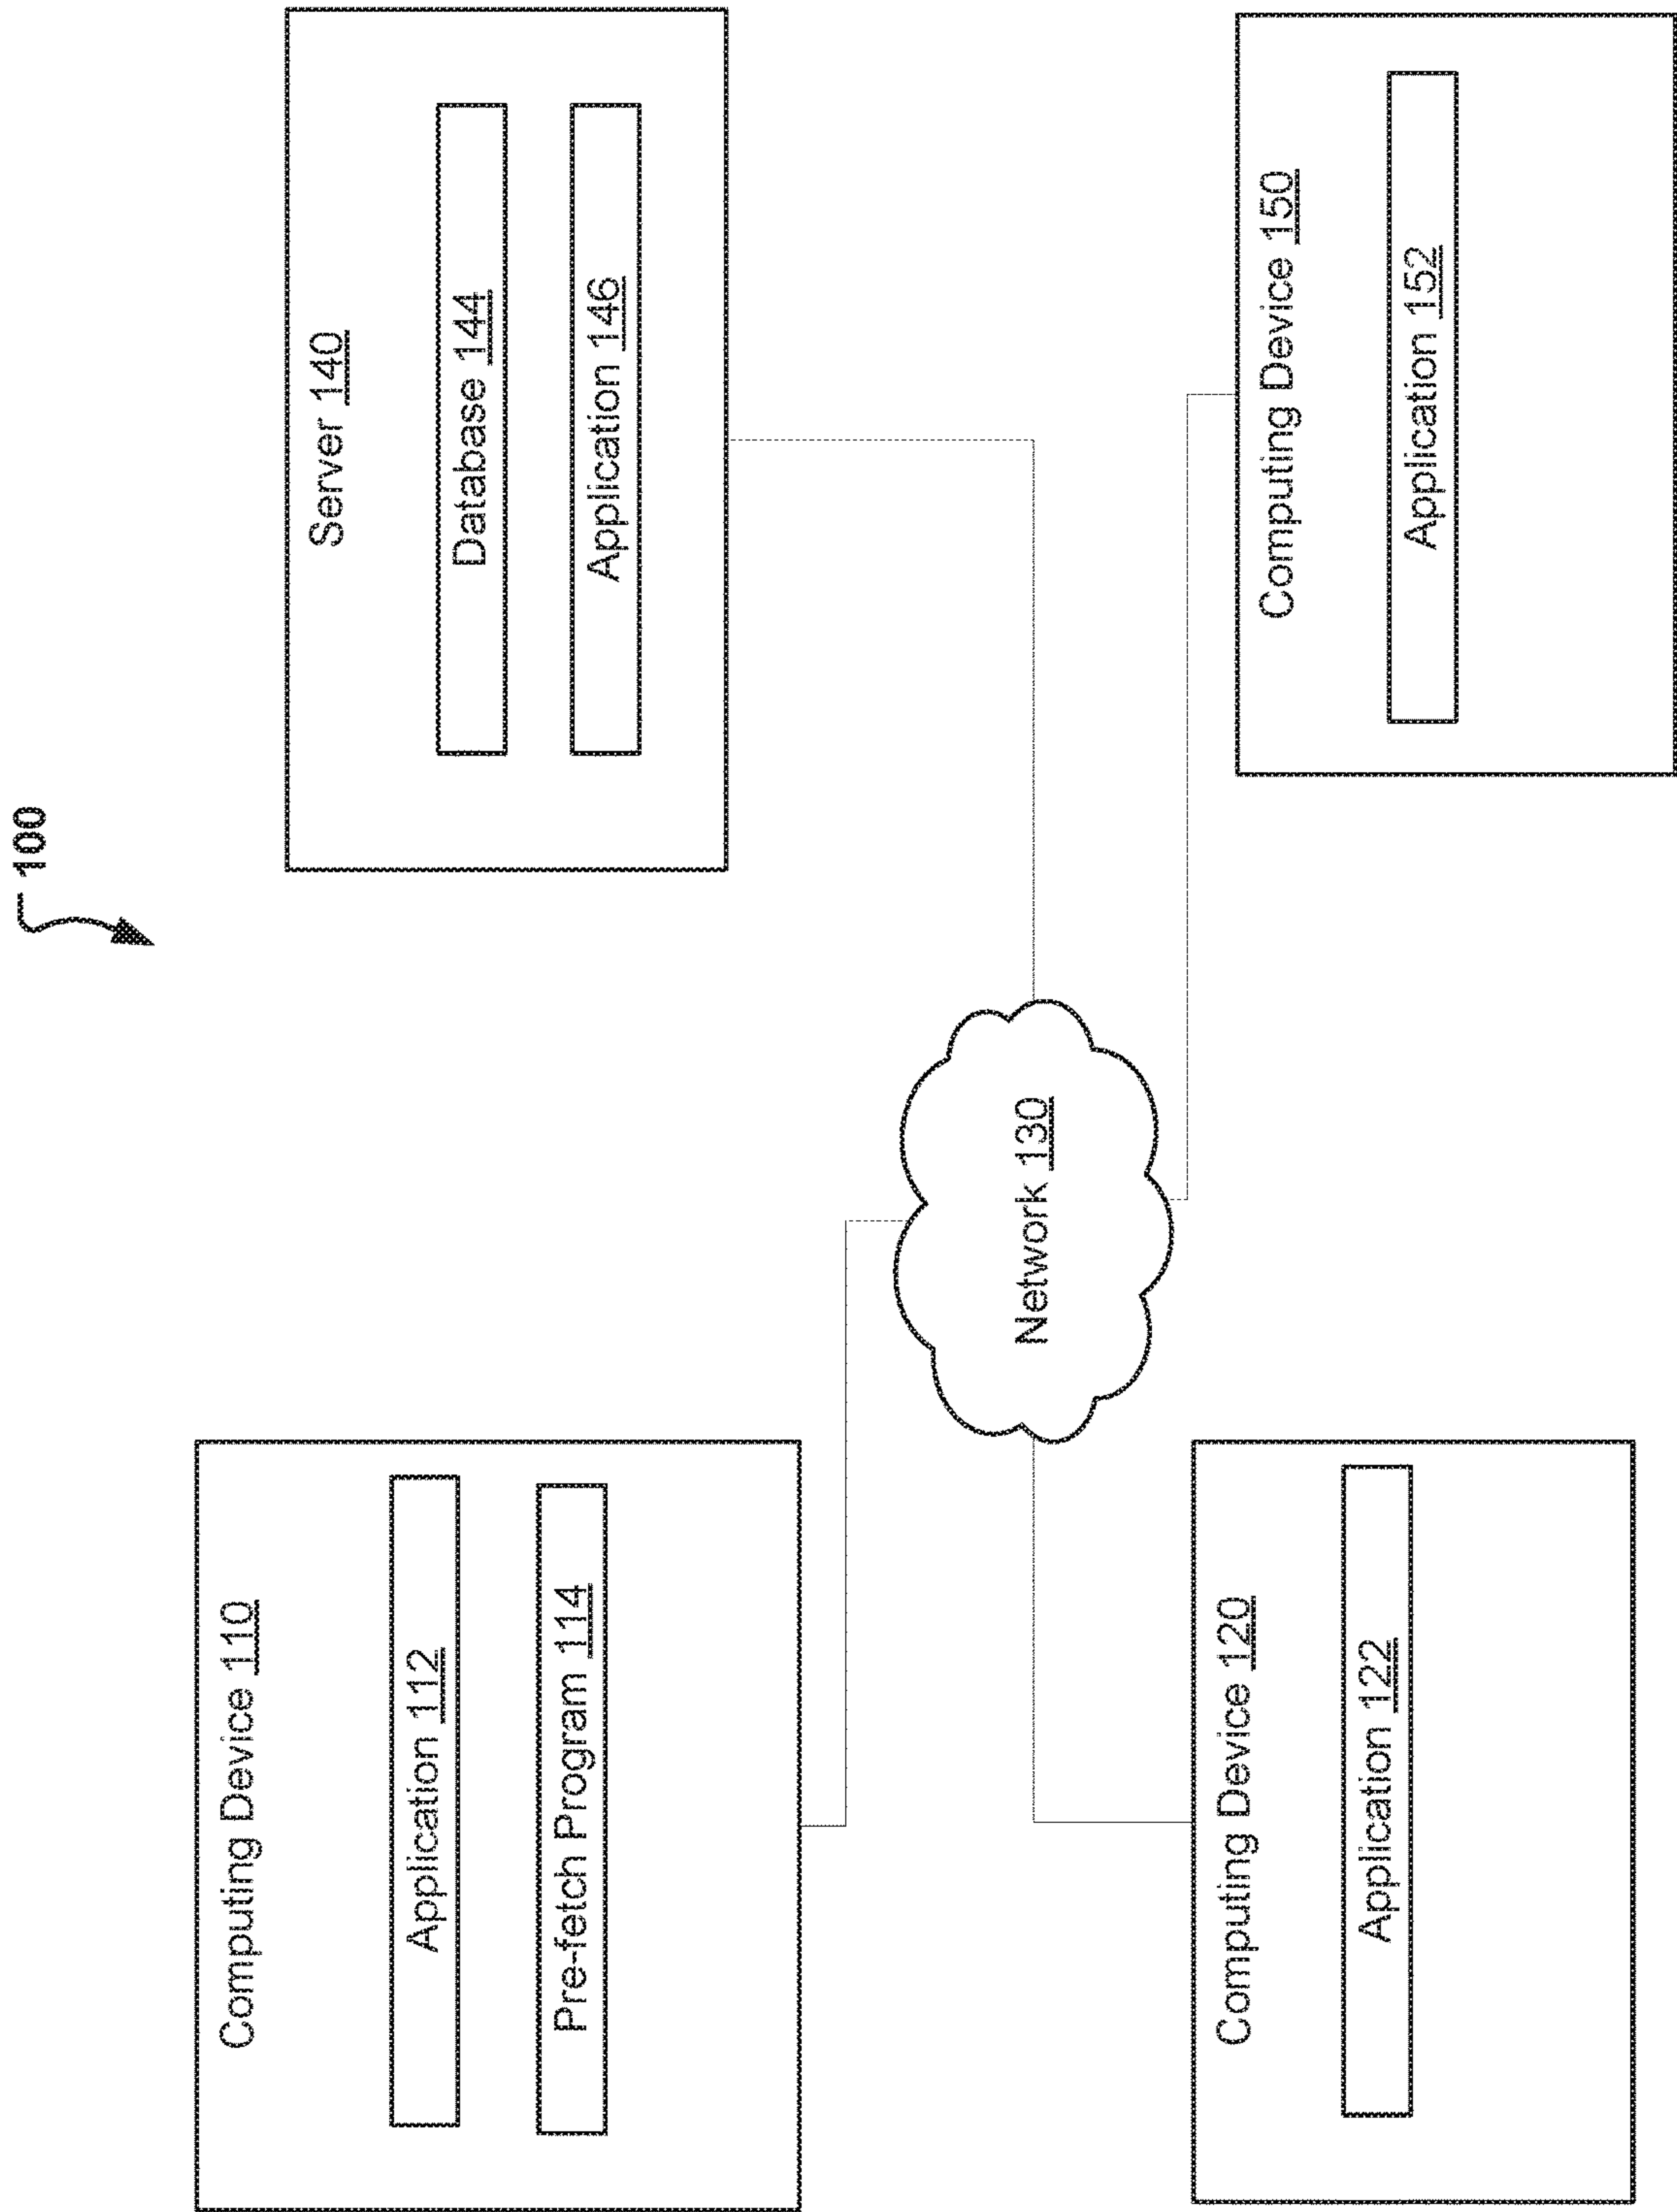 100
Computing Device 110
Application 112
Pre-fetch Program 114
Server 140
Database 144
Application 146
Network 130
Computing Device 120
Application 122
Computing Device 150
Application 152